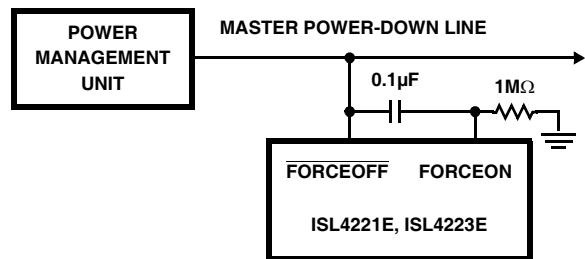 POWER
MANAGEMENT
UNIT
MASTER POWER-DOWN LINE
0.1µF
1MΩ
FORCEOFF
FORCEON
ISL4221E, ISL4223E